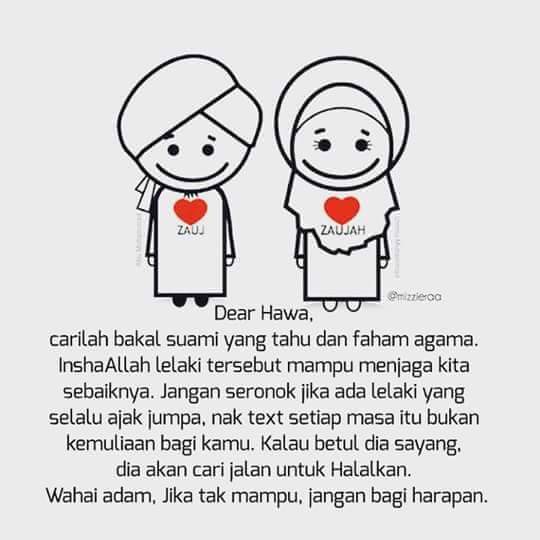 ZAUJ
ZAUJAH
@mizzieraa
Dear Hawa,
carilah bakal suami yang tahu dan faham agama.
InshaAllah lelaki tersebut mampu menjaga kita
sebaiknya. Jangan seronok jika ada lelaki yang
selalu ajak jumpa, nak text setiap masa itu bukan
kemuliaan bagi kamu. Kalau betul dia sayang,
dia akan cari jalan untuk Halalkan.
Wahai adam, Jika tak mampu, jangan bagi harapan.